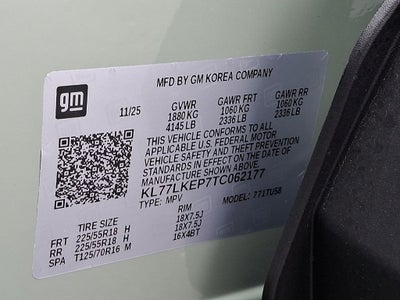 MFD BY GM KOREA COMPANY
gm
11/25 GVWR GAWR FRT GAWR RR
1880 KG 1060 KG 1060 KG
4145 LB 2336 LB 2336 LB
THIS VEHICLE CONFORMS TO ALL
APPLICABLE U.S. FEDERAL MOTOR
VEHICLE SAFETY AND THEFT PREVENTION
STANDARDS IN EFFECT ON THE DATE OF
MANUFACTURE SHOWN ABOVE.
KL77LKEP7TC062177
TYPE: MPV MODEL: 771TU58
TIRE SIZE RIM
FRT 225/55R18 H 18X7.5J
RR 225/55R18 H 18X7.5J
SPA T125/70R16 M 16X4BT